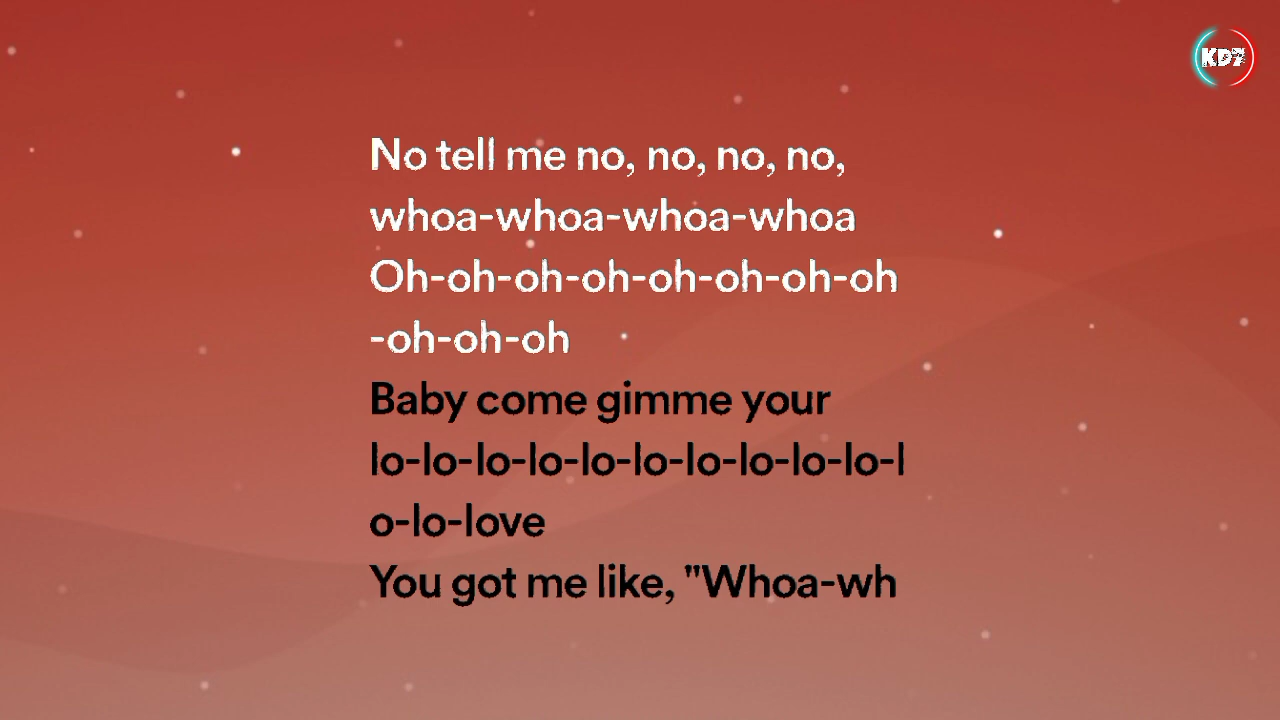 KD7
No tell me no, no, no, no,
whoa-whoa-whoa-whoa
Oh-oh-oh-oh-oh-oh-oh-oh
-oh-oh-oh
Baby come gimme your
lo-lo-lo-lo-lo-lo-lo-lo-lo-lo-l
o-lo-love
You got me like, "Whoa-wh